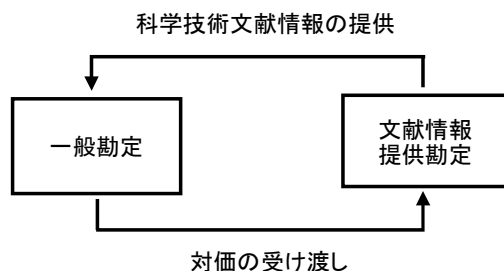 科学技術文献情報の提供
一般勘定
文献情報
提供勘定
対価の受け渡し